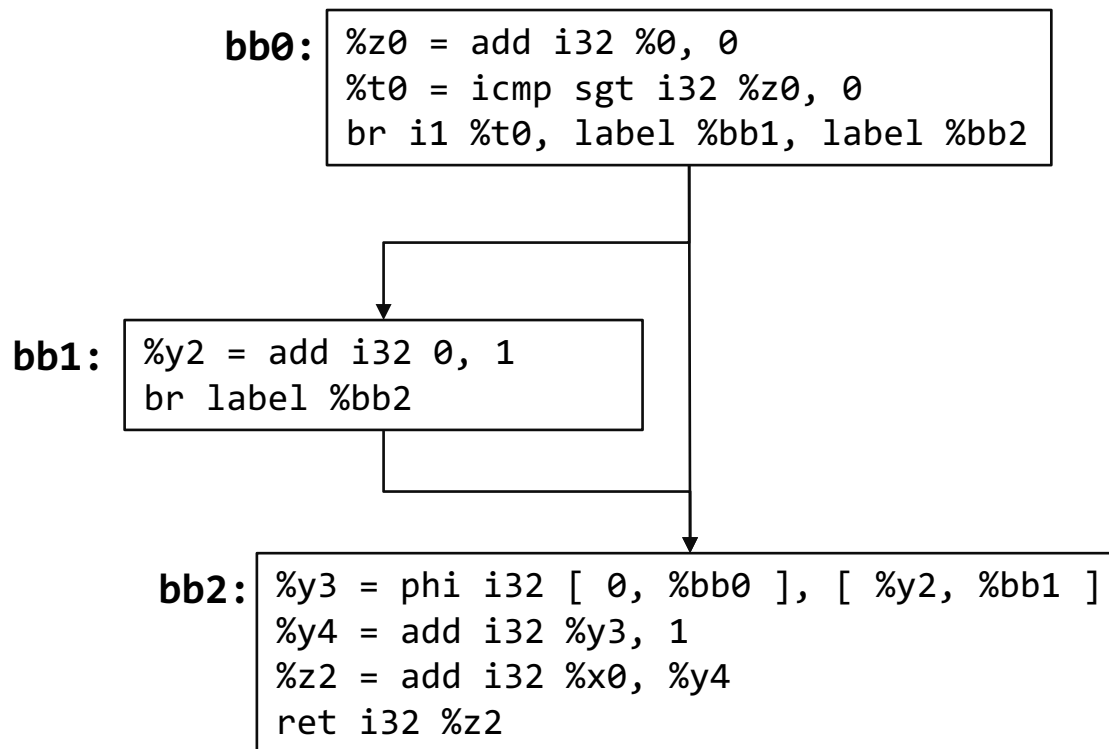 bb0:
%z0 = add i32 %0, 0
%t0 = icmp sgt i32 %z0, 0
br i1 %t0, label %bb1, label %bb2
bb1:
%y2 = add i32 0, 1
br label %bb2
bb2:
%y3 = phi i32 [ 0, %bb0 ], [ %y2, %bb1 ]
%y4 = add i32 %y3, 1
%z2 = add i32 %x0, %y4
ret i32 %z2